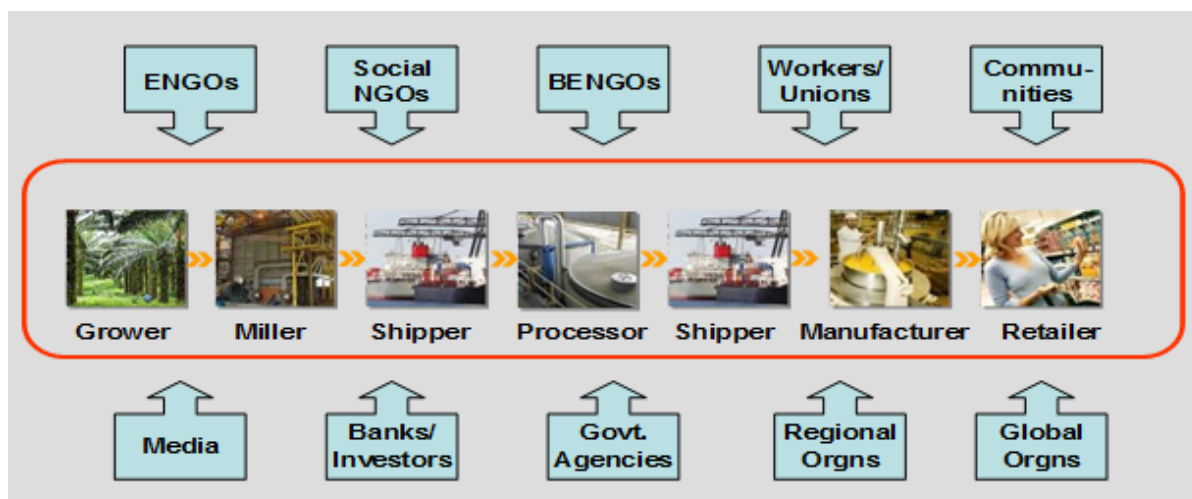 ENGOs
Social
NGOs
BENGOs
Workers/
Unions
Commu-
nities
Grower
Miller
Shipper
Processor
Shipper
Manufacturer
Retailer
Media
Banks/
Investors
Govt.
Agencies
Regional
Orgns
Global
Orgns